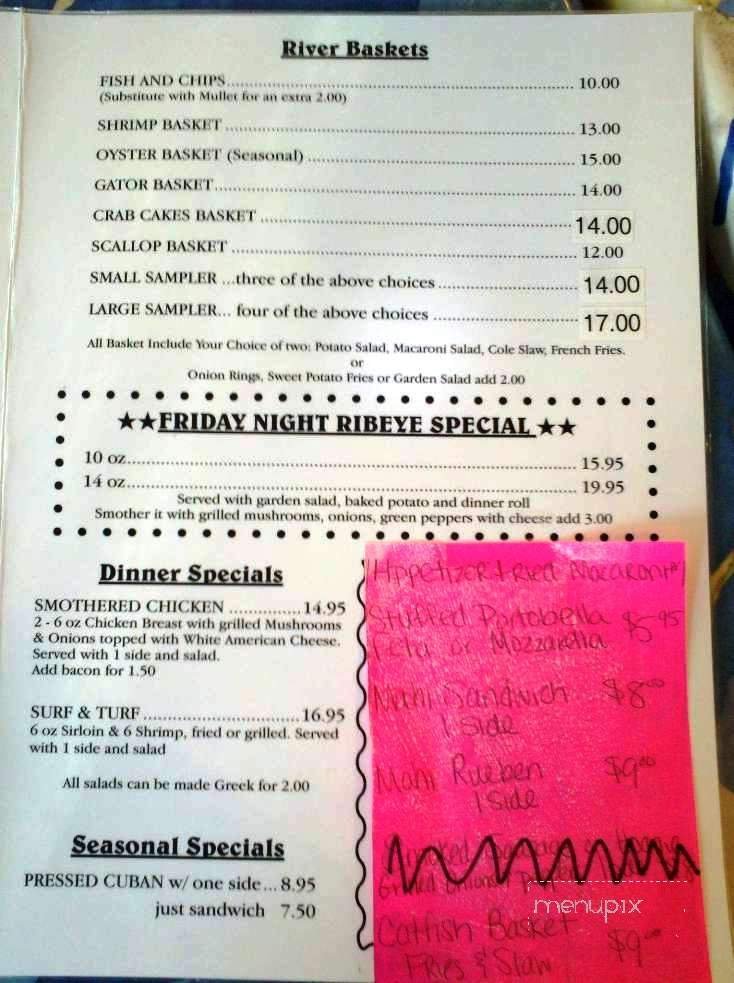 River Baskets
FISH AND CHIPS 10.00
(Substitute with Mullet for an extra 2.00)
SHRIMP BASKET 13.00
OYSTER BASKET (Seasonal) 15.00
GATOR BASKET 14.00
CRAB CAKES BASKET 14.00
SCALLOP BASKET 12.00
SMALL SAMPLER ...three of the above choices 14.00
LARGE SAMPLER... four of the above choices 17.00
All Basket Include Your Choice of two: Potato Salad, Macaroni Salad, Cole Slaw, French Fries.
or
Onion Rings, Sweet Potato Fries or Garden Salad add 2.00
★★FRIDAY NIGHT RIBEYE SPECIAL★★
10 oz 15.95
14 oz 19.95
Served with garden salad, baked potato and dinner roll
Smother it with grilled mushrooms, onions, green peppers with cheese add 3.00
Dinner Specials
SMOTHERED CHICKEN 14.95
2 - 6 oz Chicken Breast with grilled Mushrooms
& Onions topped with White American Cheese.
Served with 1 side and salad.
Add bacon for 1.50
SURF & TURF 16.95
6 oz Sirloin & 6 Shrimp, fried or grilled. Served
with 1 side and salad
All salads can be made Greek for 2.00
Seasonal Specials
PRESSED CUBAN w/ one side... 8.95
just sandwich 7.50
Appetizer Fried Macaroni
Stuffed Portobella $5.95
Feta or Mozzarella
Mahi Sandwich $8.00
1 Side
Mahi Rueben $9.00
1 Side
Smoked Sausage
Grilled Onions
Catfish Basket $9.00
Fries & Slaw
menupix